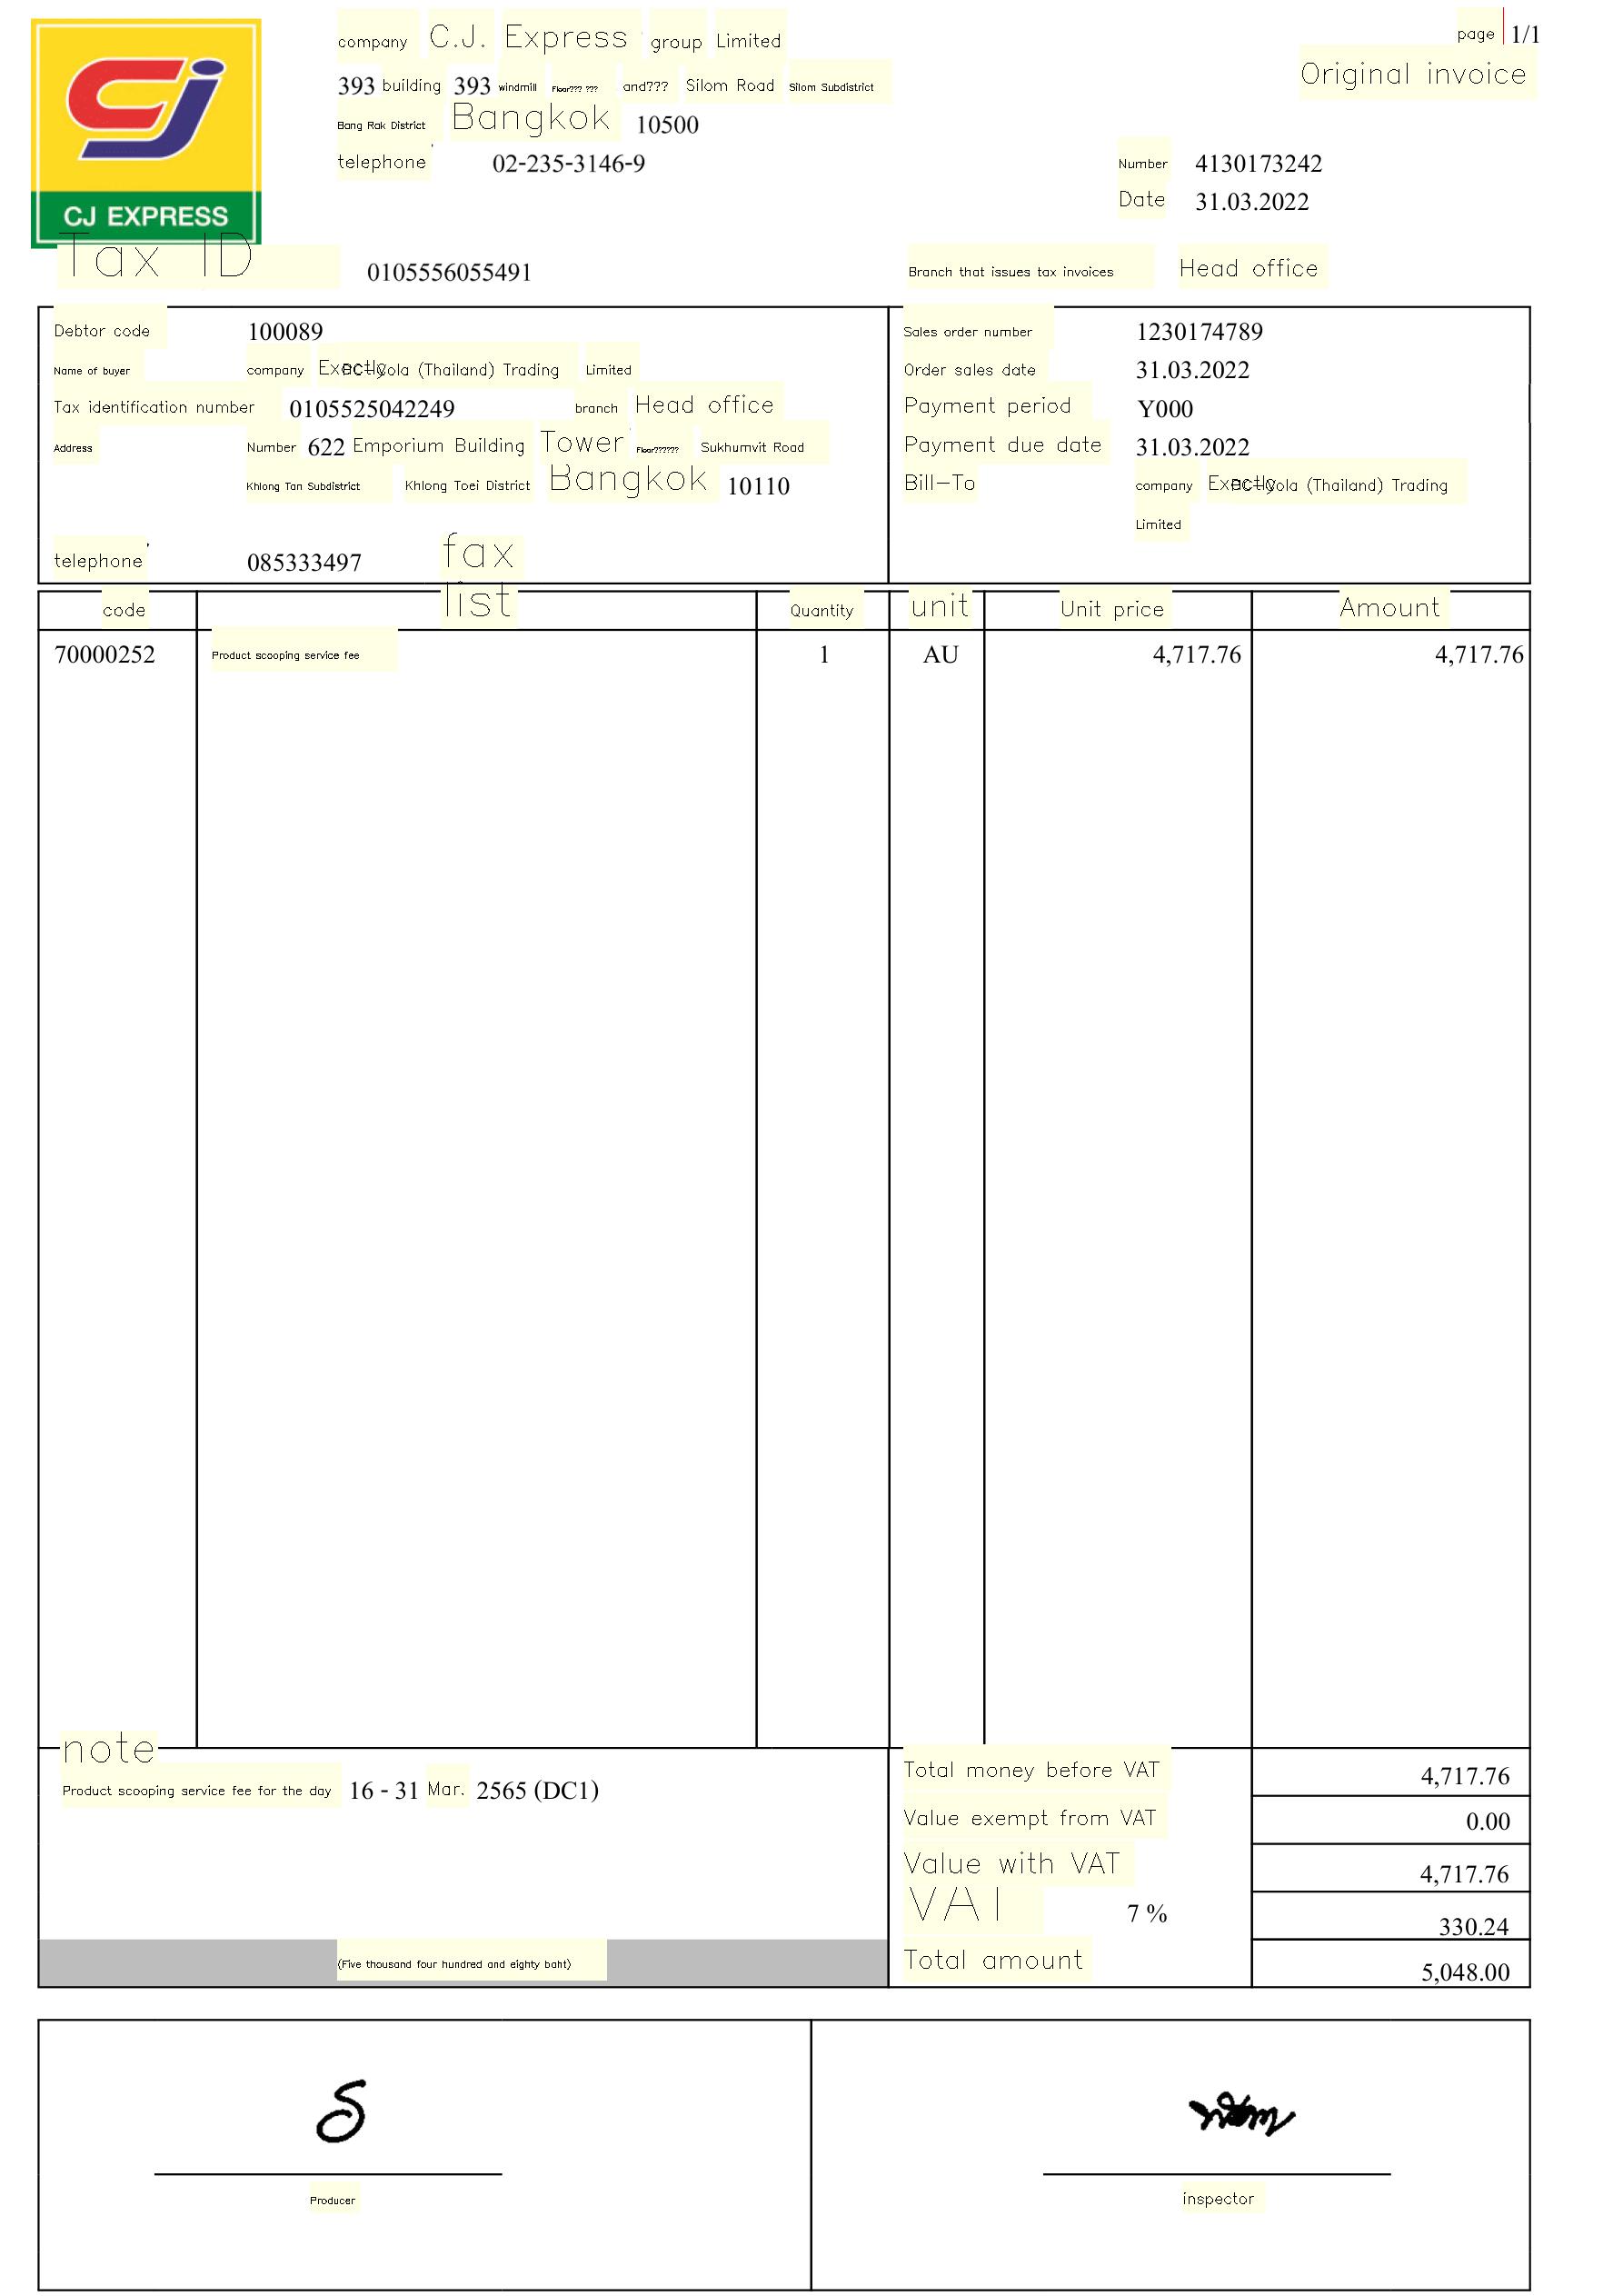 CJ EXPRESS
company C.J. Express group Limited
page 1/1
Original invoice
393 building 393 windmill Floor??? ??? and??? Silom Road Silom Subdistrict
Bang Rak District Bangkok 10500
telephone 02-235-3146-9
Number 4130173242
Date 31.03.2022
Tax ID 0105556055491
Branch that issues tax invoices Head office
Debtor code 100089
Name of buyer company Cola (Thailand) Trading Limited
Tax identification number 0105525042249 branch Head office
Address Number 622 Emporium Building Tower Floor?????? Sukhumvit Road
Khlong Tan Subdistrict Khlong Toei District Bangkok 10110
telephone 085333497 fax
Sales order number 1230174789
Order sales date 31.03.2022
Payment period Y000
Payment due date 31.03.2022
Bill-To company Cola (Thailand) Trading
Limited
code list Quantity unit Unit price Amount
70000252 Product scooping service fee 1 AU 4,717.76 4,717.76
note
Product scooping service fee for the day 16 - 31 Mar. 2565 (DC1)
Total money before VAT 4,717.76
Value exempt from VAT 0.00
Value with VAT 4,717.76
VAT 7 % 330.24
(Five thousand four hundred and eighty baht)
Total amount 5,048.00
Producer
inspector